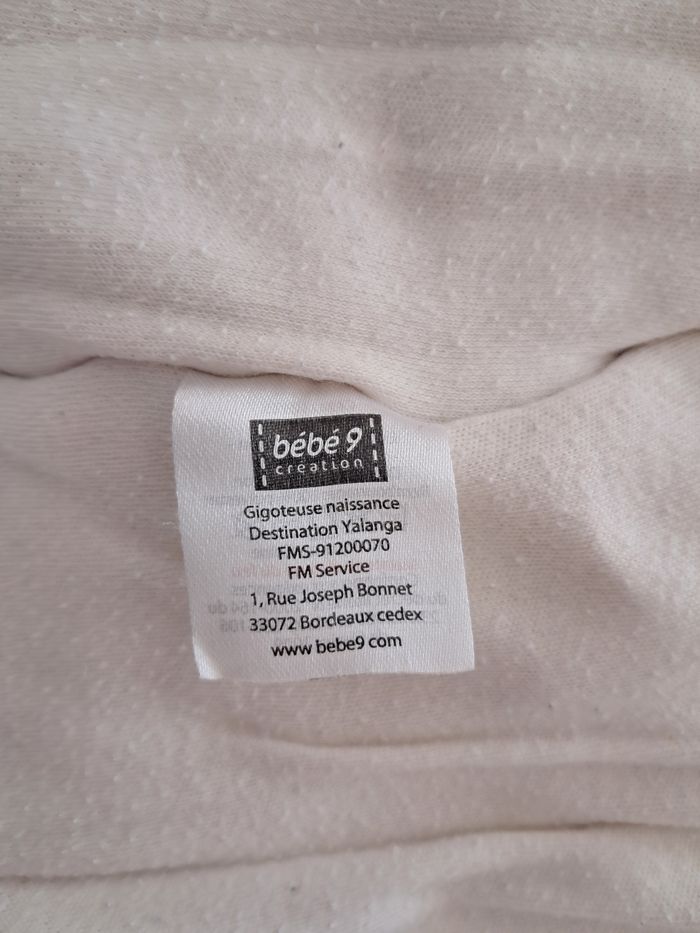 bébé 9
creation
Gigoteuse naissance
Destination Yalanga
FMS-91200070
FM Service
1, Rue Joseph Bonnet
33072 Bordeaux cedex
www bebe9 com